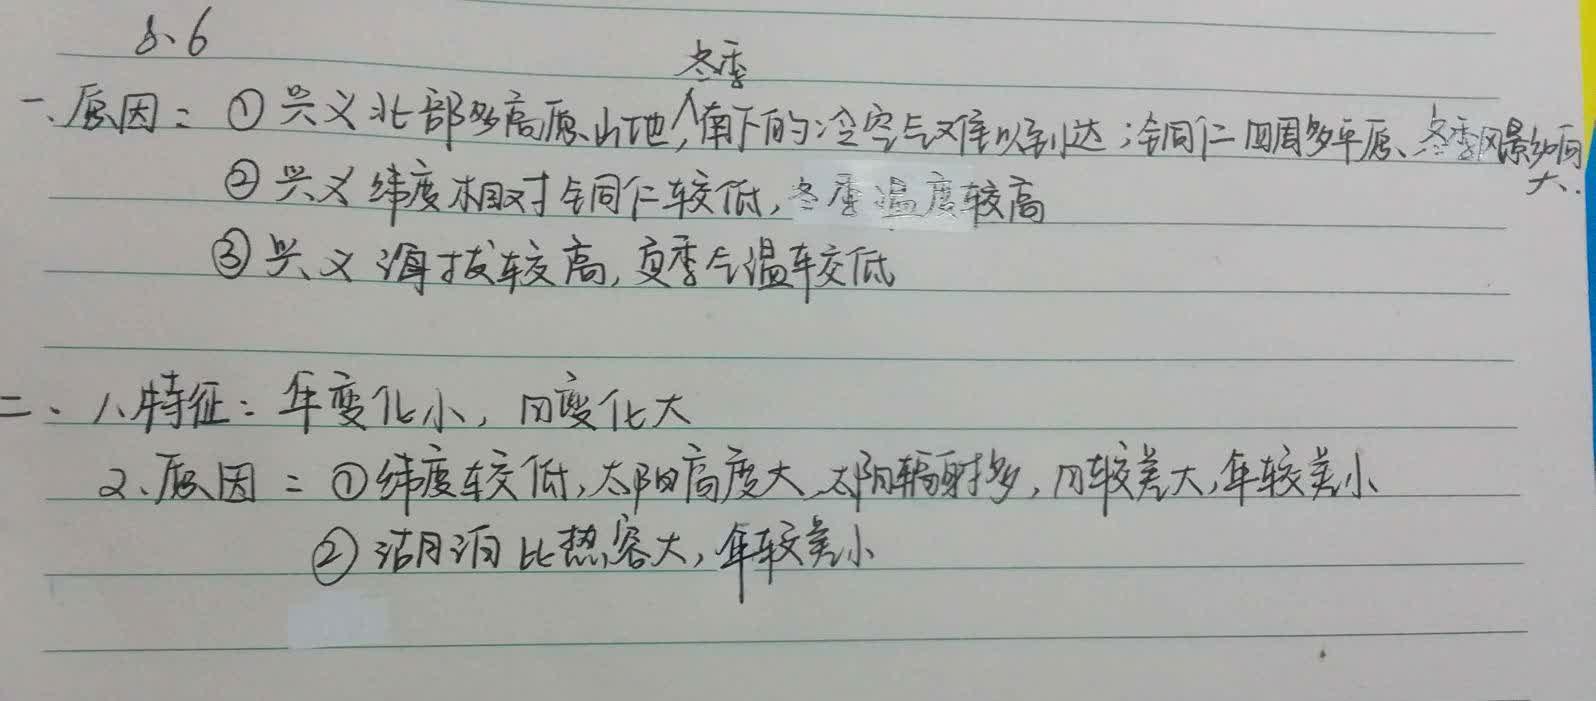 8、6
冬季
一、原因：①兴义北部多高原、山地∧南下的冷空气难以到达；铜仁四周多平原、冬季风影响
大.
②兴义纬度相对铜仁较低，冬季温度较高
③兴义海拔较高，夏季气温较低
二、1、特征：年变化小，日变化大
2、原因：①纬度较低，太阳高度大，太阳辐射多，日较差大，年较差小
②湖泊比热容大，年较差小